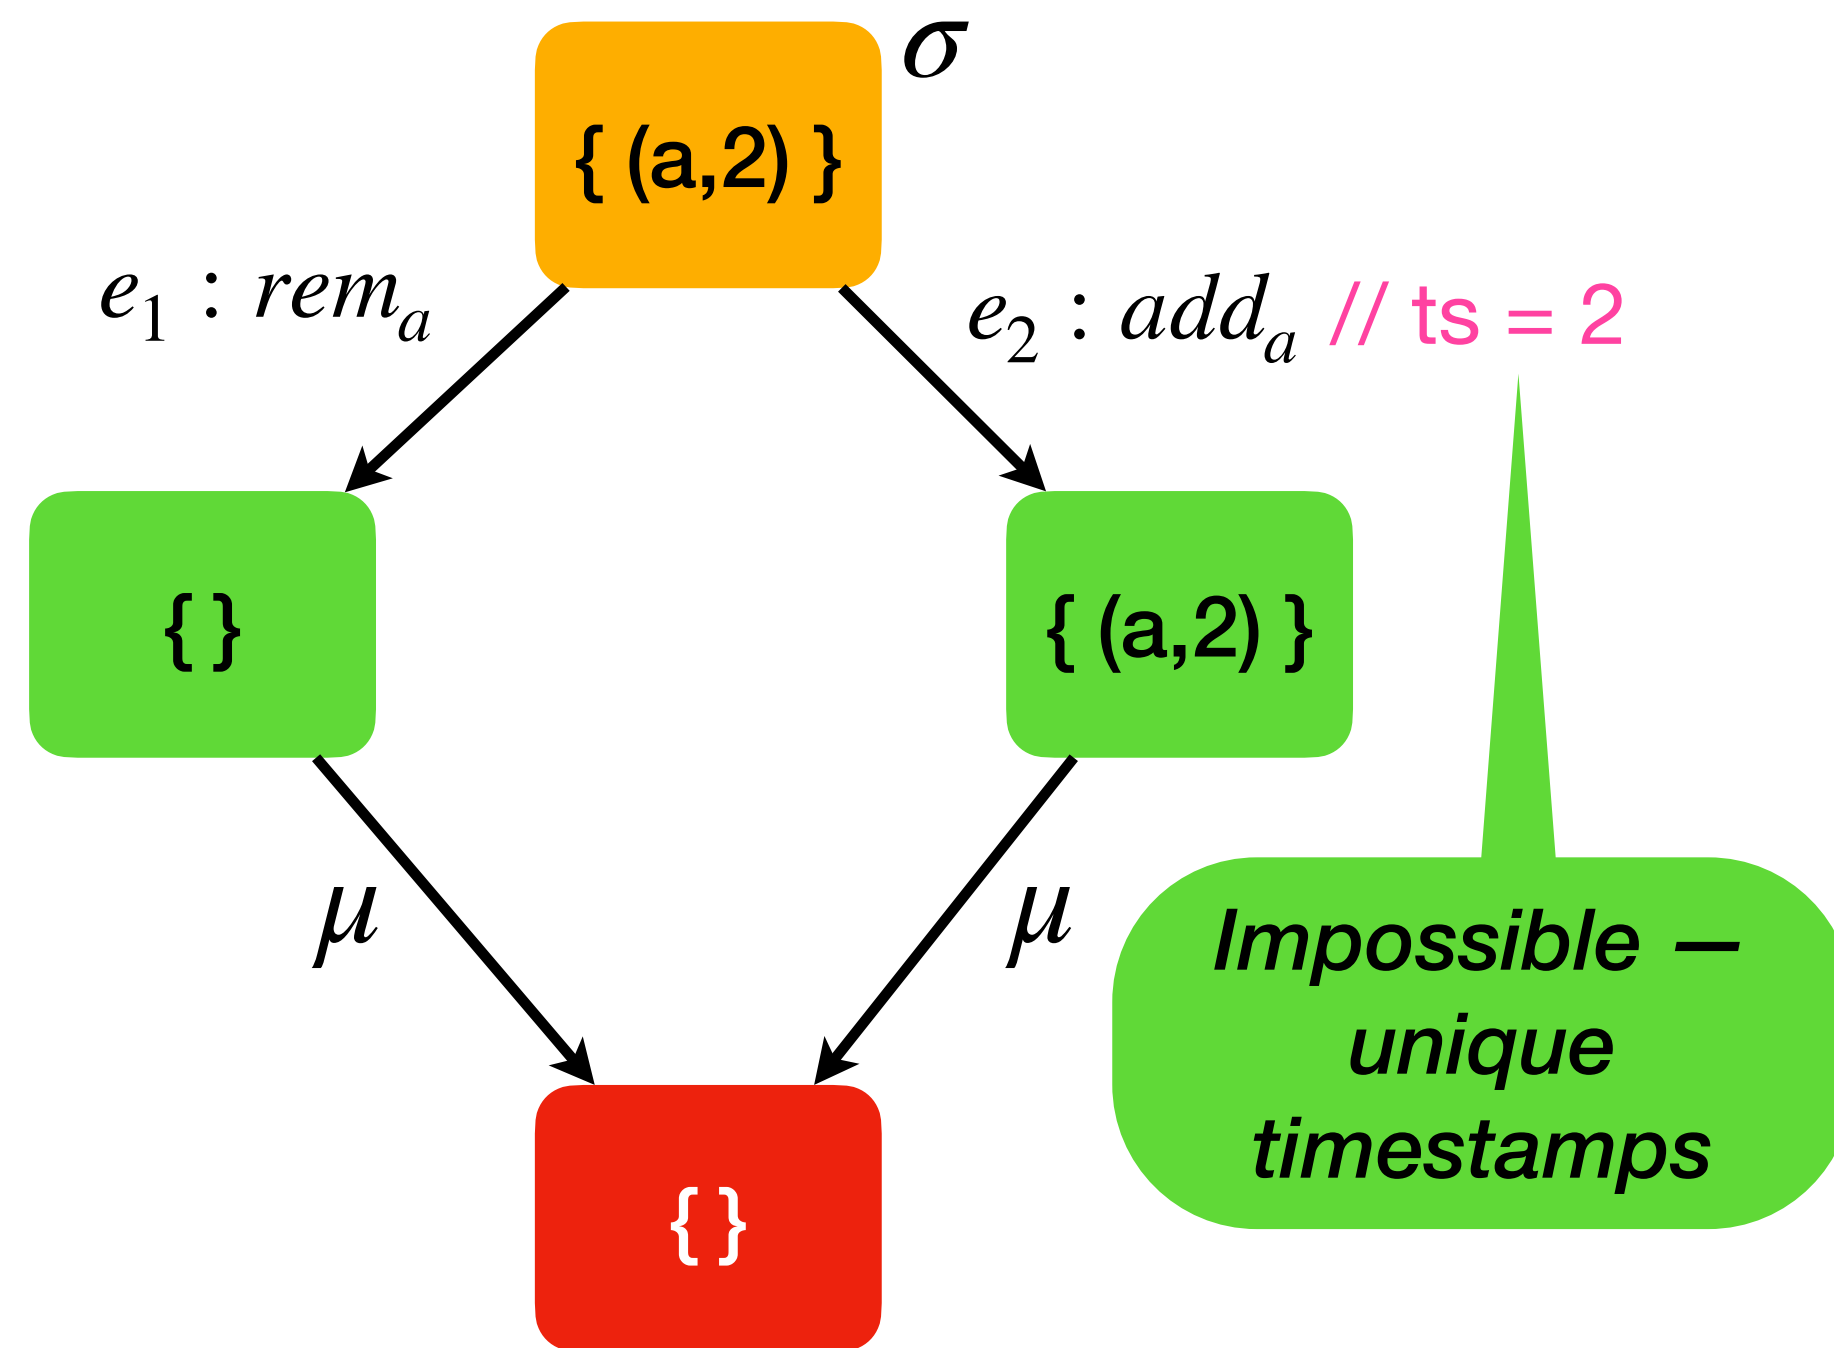 σ
{ (a,2) }
e₁ : remₐ
e₂ : addₐ // ts = 2
{ }
{ (a,2) }
μ
μ
Impossible —
unique
timestamps
{ }